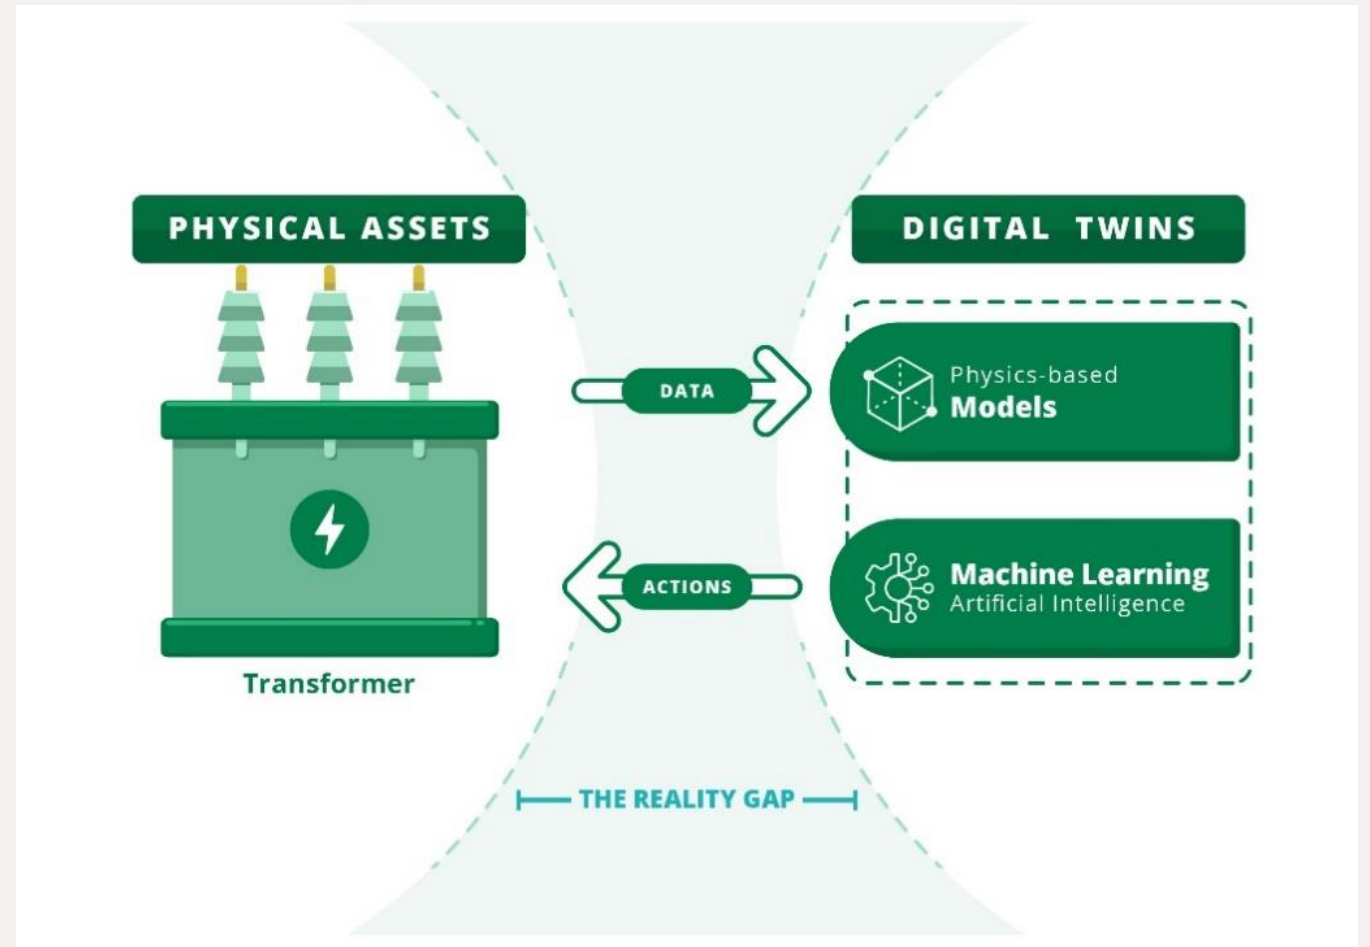 PHYSICAL ASSETS
DIGITAL TWINS
DATA
Physics-based
Models
ACTIONS
Machine Learning
Artificial Intelligence
Transformer
THE REALITY GAP